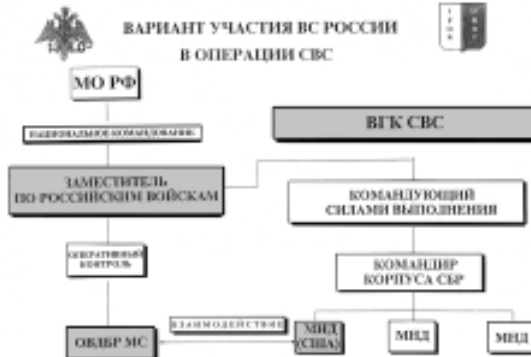 ВАРИАНТ УЧАСТИЯ ВС РОССИИ
В ОПЕРАЦИИ СВС
МО РФ
НАЦИОНАЛЬНОЕ КОМАНДОВАНИЕ
ВГК СВС
ЗАМЕСТИТЕЛЬ
ПО РОССИЙСКИМ ВОЙСКАМ
КОМАНДУЮЩИЙ
СИЛАМИ ВЫПОЛНЕНИЯ
ОПЕРАТИВНЫЙ
КОНТРОЛЬ
КОМАНДИР
КОРПУСА СБР
ВЗАИМОДЕЙСТВИЕ
ОВДБР МС
МНД
(США)
МНД
МНД